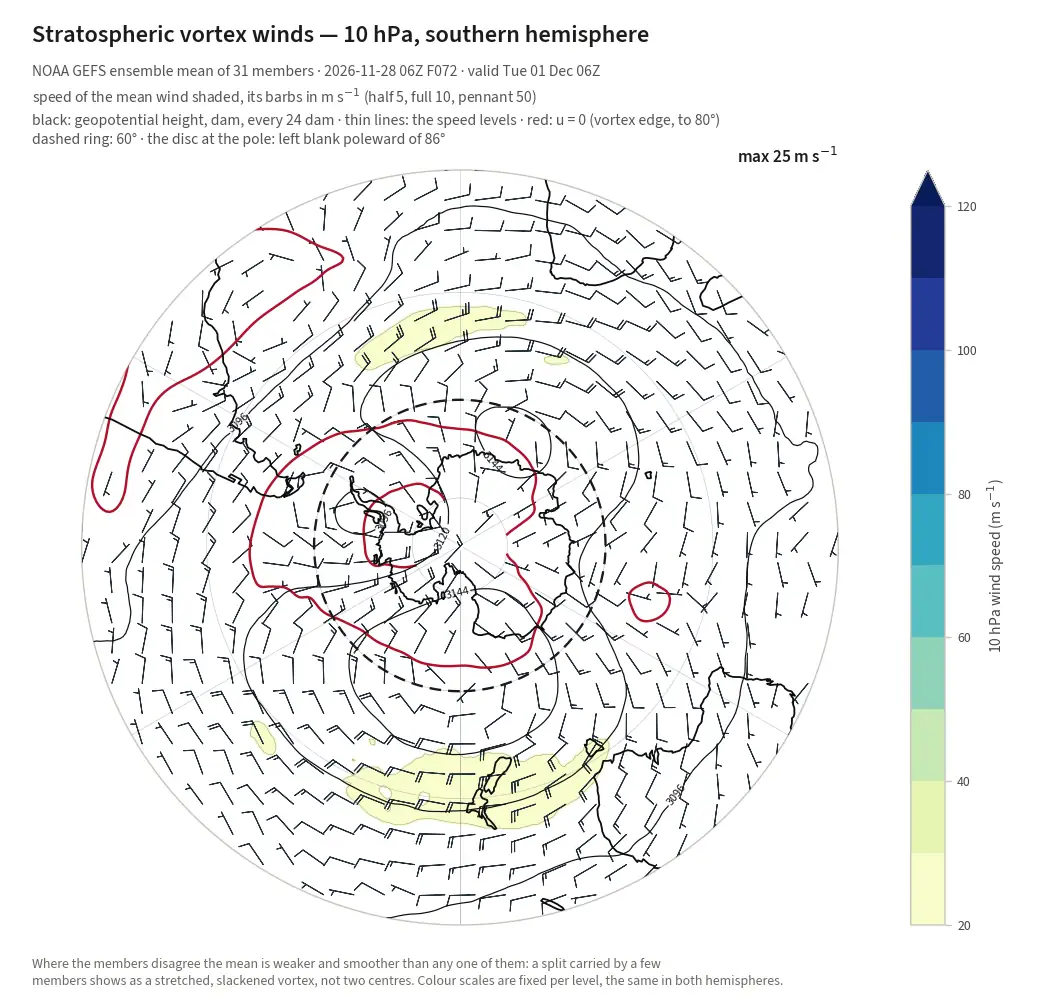 Stratospheric vortex winds — 10 hPa, southern hemisphere
NOAA GEFS ensemble mean of 31 members · 2026-11-28 06Z F072 · valid Tue 01 Dec 06Z
speed of the mean wind shaded, its barbs in m s⁻¹ (half 5, full 10, pennant 50)
black: geopotential height, dam, every 24 dam · thin lines: the speed levels · red: u = 0 (vortex edge, to 80°)
dashed ring: 60° · the disc at the pole: left blank poleward of 86°
max 25 m s⁻¹
120
100
80
60
40
20
10 hPa wind speed (m s⁻¹)
3096
3144
3096
3120
3144
3096
Where the members disagree the mean is weaker and smoother than any one of them: a split carried by a few
members shows as a stretched, slackened vortex, not two centres. Colour scales are fixed per level, the same in both hemispheres.